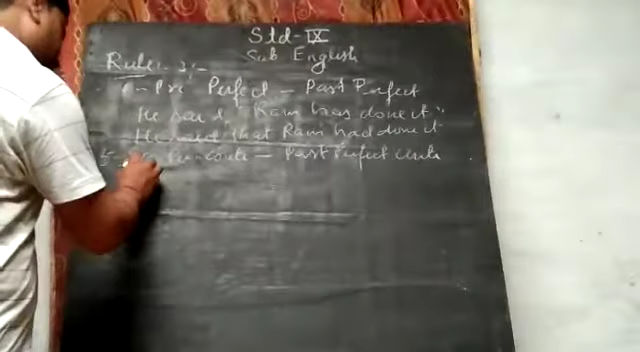 Std - IX
Sub English
Rule 2:-
Pre Perfect - Past Perfect
He said, "Ram has done it".
He said that Ram had done it
Past Perfect